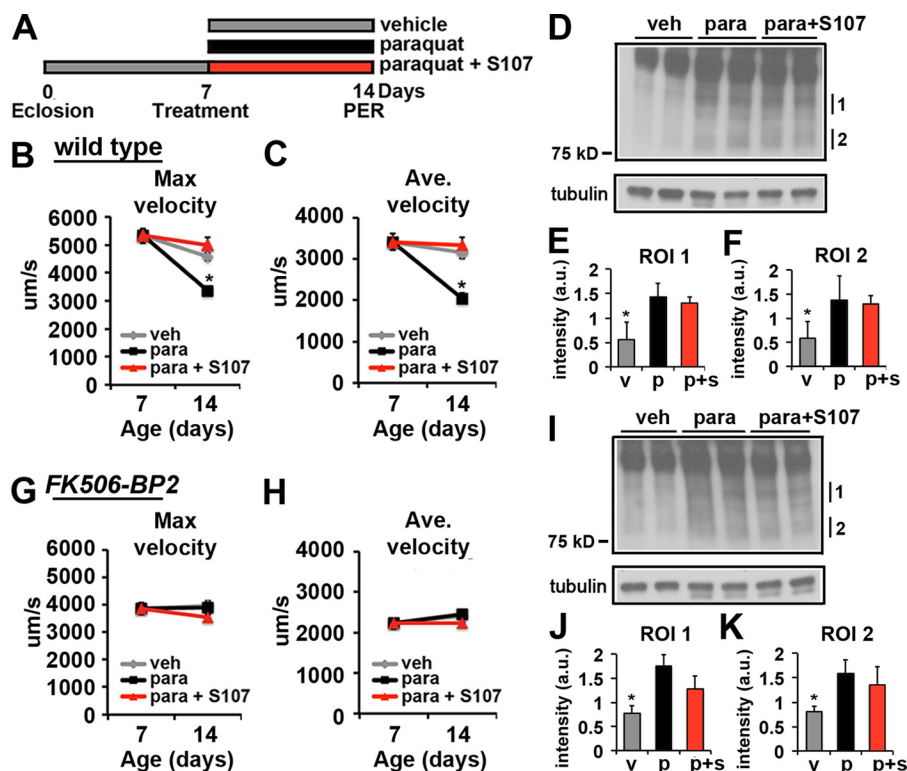 A
vehicle
paraquat
paraquat + S107
0 7 14 Days
Eclosion Treatment PER
B wild type
Max velocity
6000
5000
4000
3000
2000
1000
0
um/s
*
veh
para
para + S107
7 14
Age (days)
C
Ave. velocity
4000
3000
2000
1000
0
um/s
*
veh
para
para + S107
7 14
Age (days)
D
veh para para+S107
1
2
75 kD
tubulin
E
ROI 1
intensity (a.u.)
2
1.5
1
1.5
0
*
v p p+s
F
ROI 2
intensity (a.u.)
2
1.5
1
1.5
0
*
v p p+s
G FK506-BP2
Max velocity
6000
5000
4000
3000
2000
1000
0
um/s
veh
para
para + S107
7 14
Age (days)
H
Ave. velocity
4000
3000
2000
1000
0
um/s
veh
para
para + S107
7 14
Age (days)
I
veh para para+S107
1
2
75 kD
tubulin
J
ROI 1
intensity (a.u.)
2
1.5
1
1.5
0
*
v p p+s
K
ROI 2
intensity (a.u.)
2
1.5
1
1.5
0
*
v p p+s